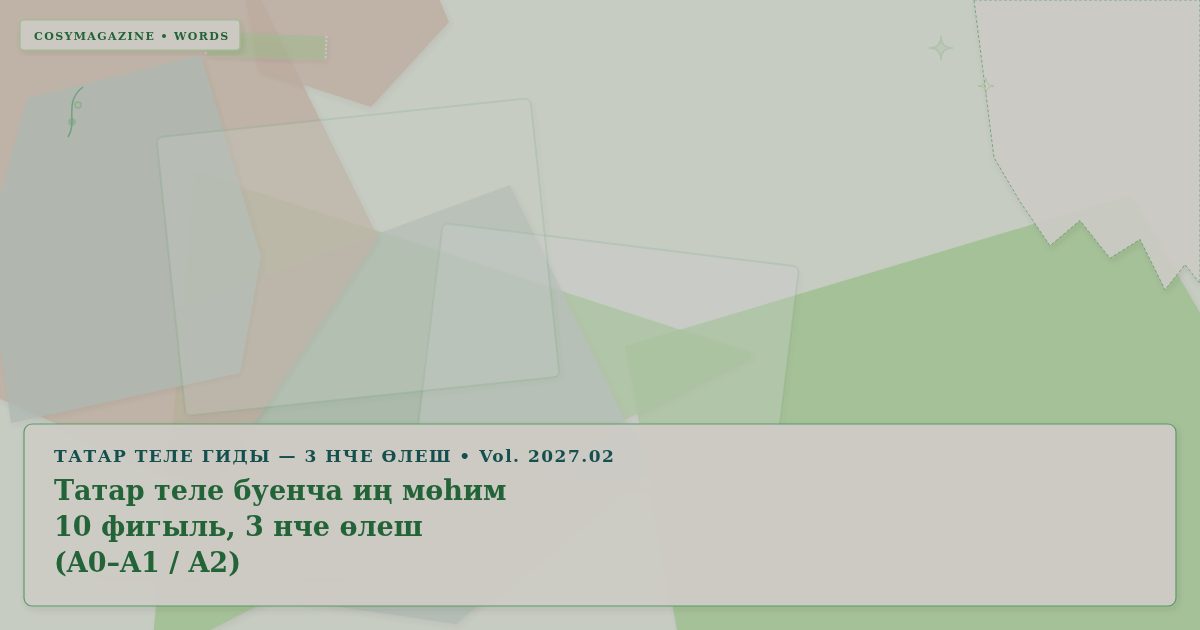 COSYMAGAZINE • WORDS
ТАТАР ТЕЛЕ ГИДЫ — 3 НЧЕ ӨЛЕШ • Vol. 2027.02
Татар теле буенча иң мөһим
10 фигыль, 3 нче өлеш
(A0–A1 / A2)